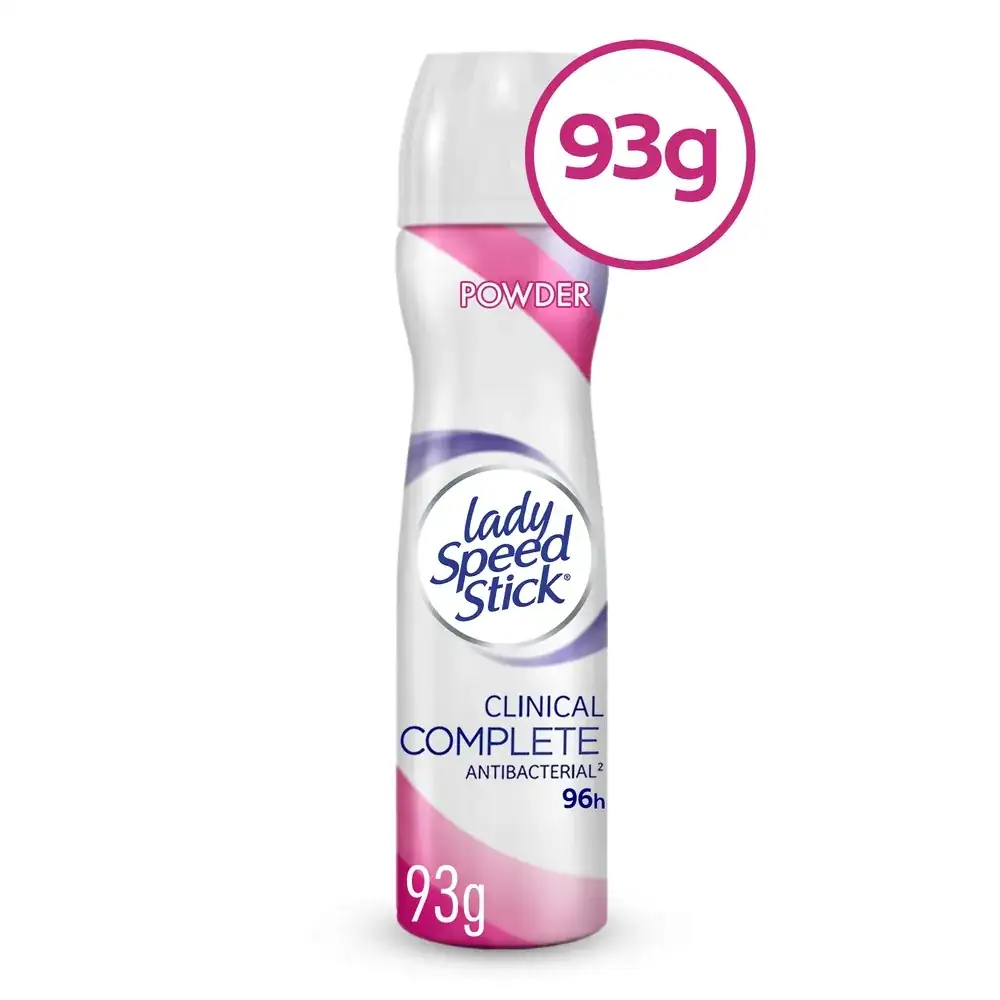 93g
POWDER
lady
Speed
Stick®
CLINICAL
COMPLETE
ANTIBACTERIAL²
96h
93g